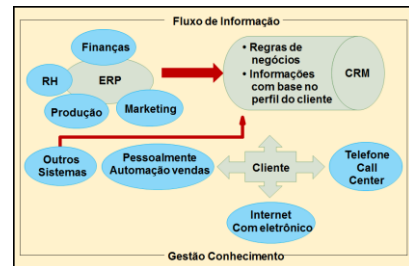 Fluxo de Informação
Finanças
RH
ERP
Produção
Marketing
• Regras de
negócios
• Informações
com base no
perfil do cliente
CRM
Outros
Sistemas
Pessoalmente
Automação vendas
Cliente
Telefone
Call
Center
Internet
Com eletrônico
Gestão Conhecimento